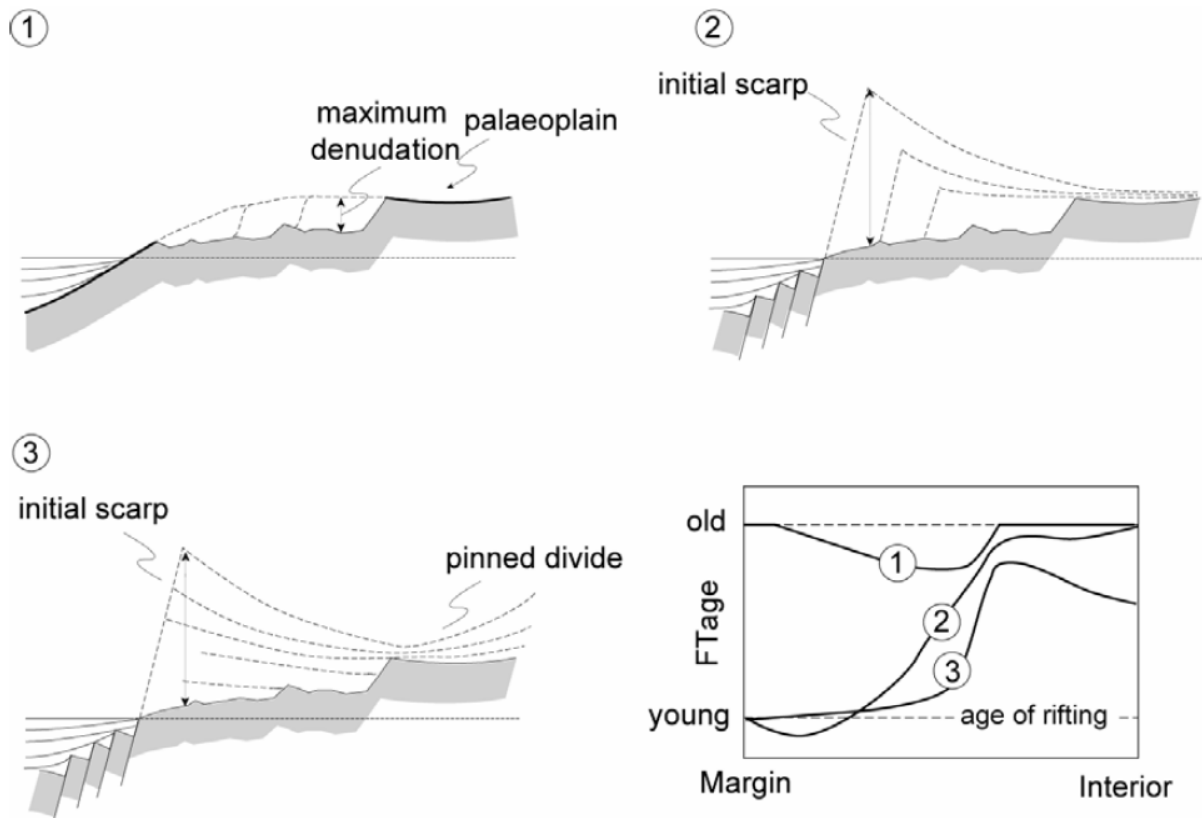 1
maximum
denudation
palaeoplain
2
initial scarp
3
initial scarp
pinned divide
old
FTage
young
1
2
3
age of rifting
Margin
Interior